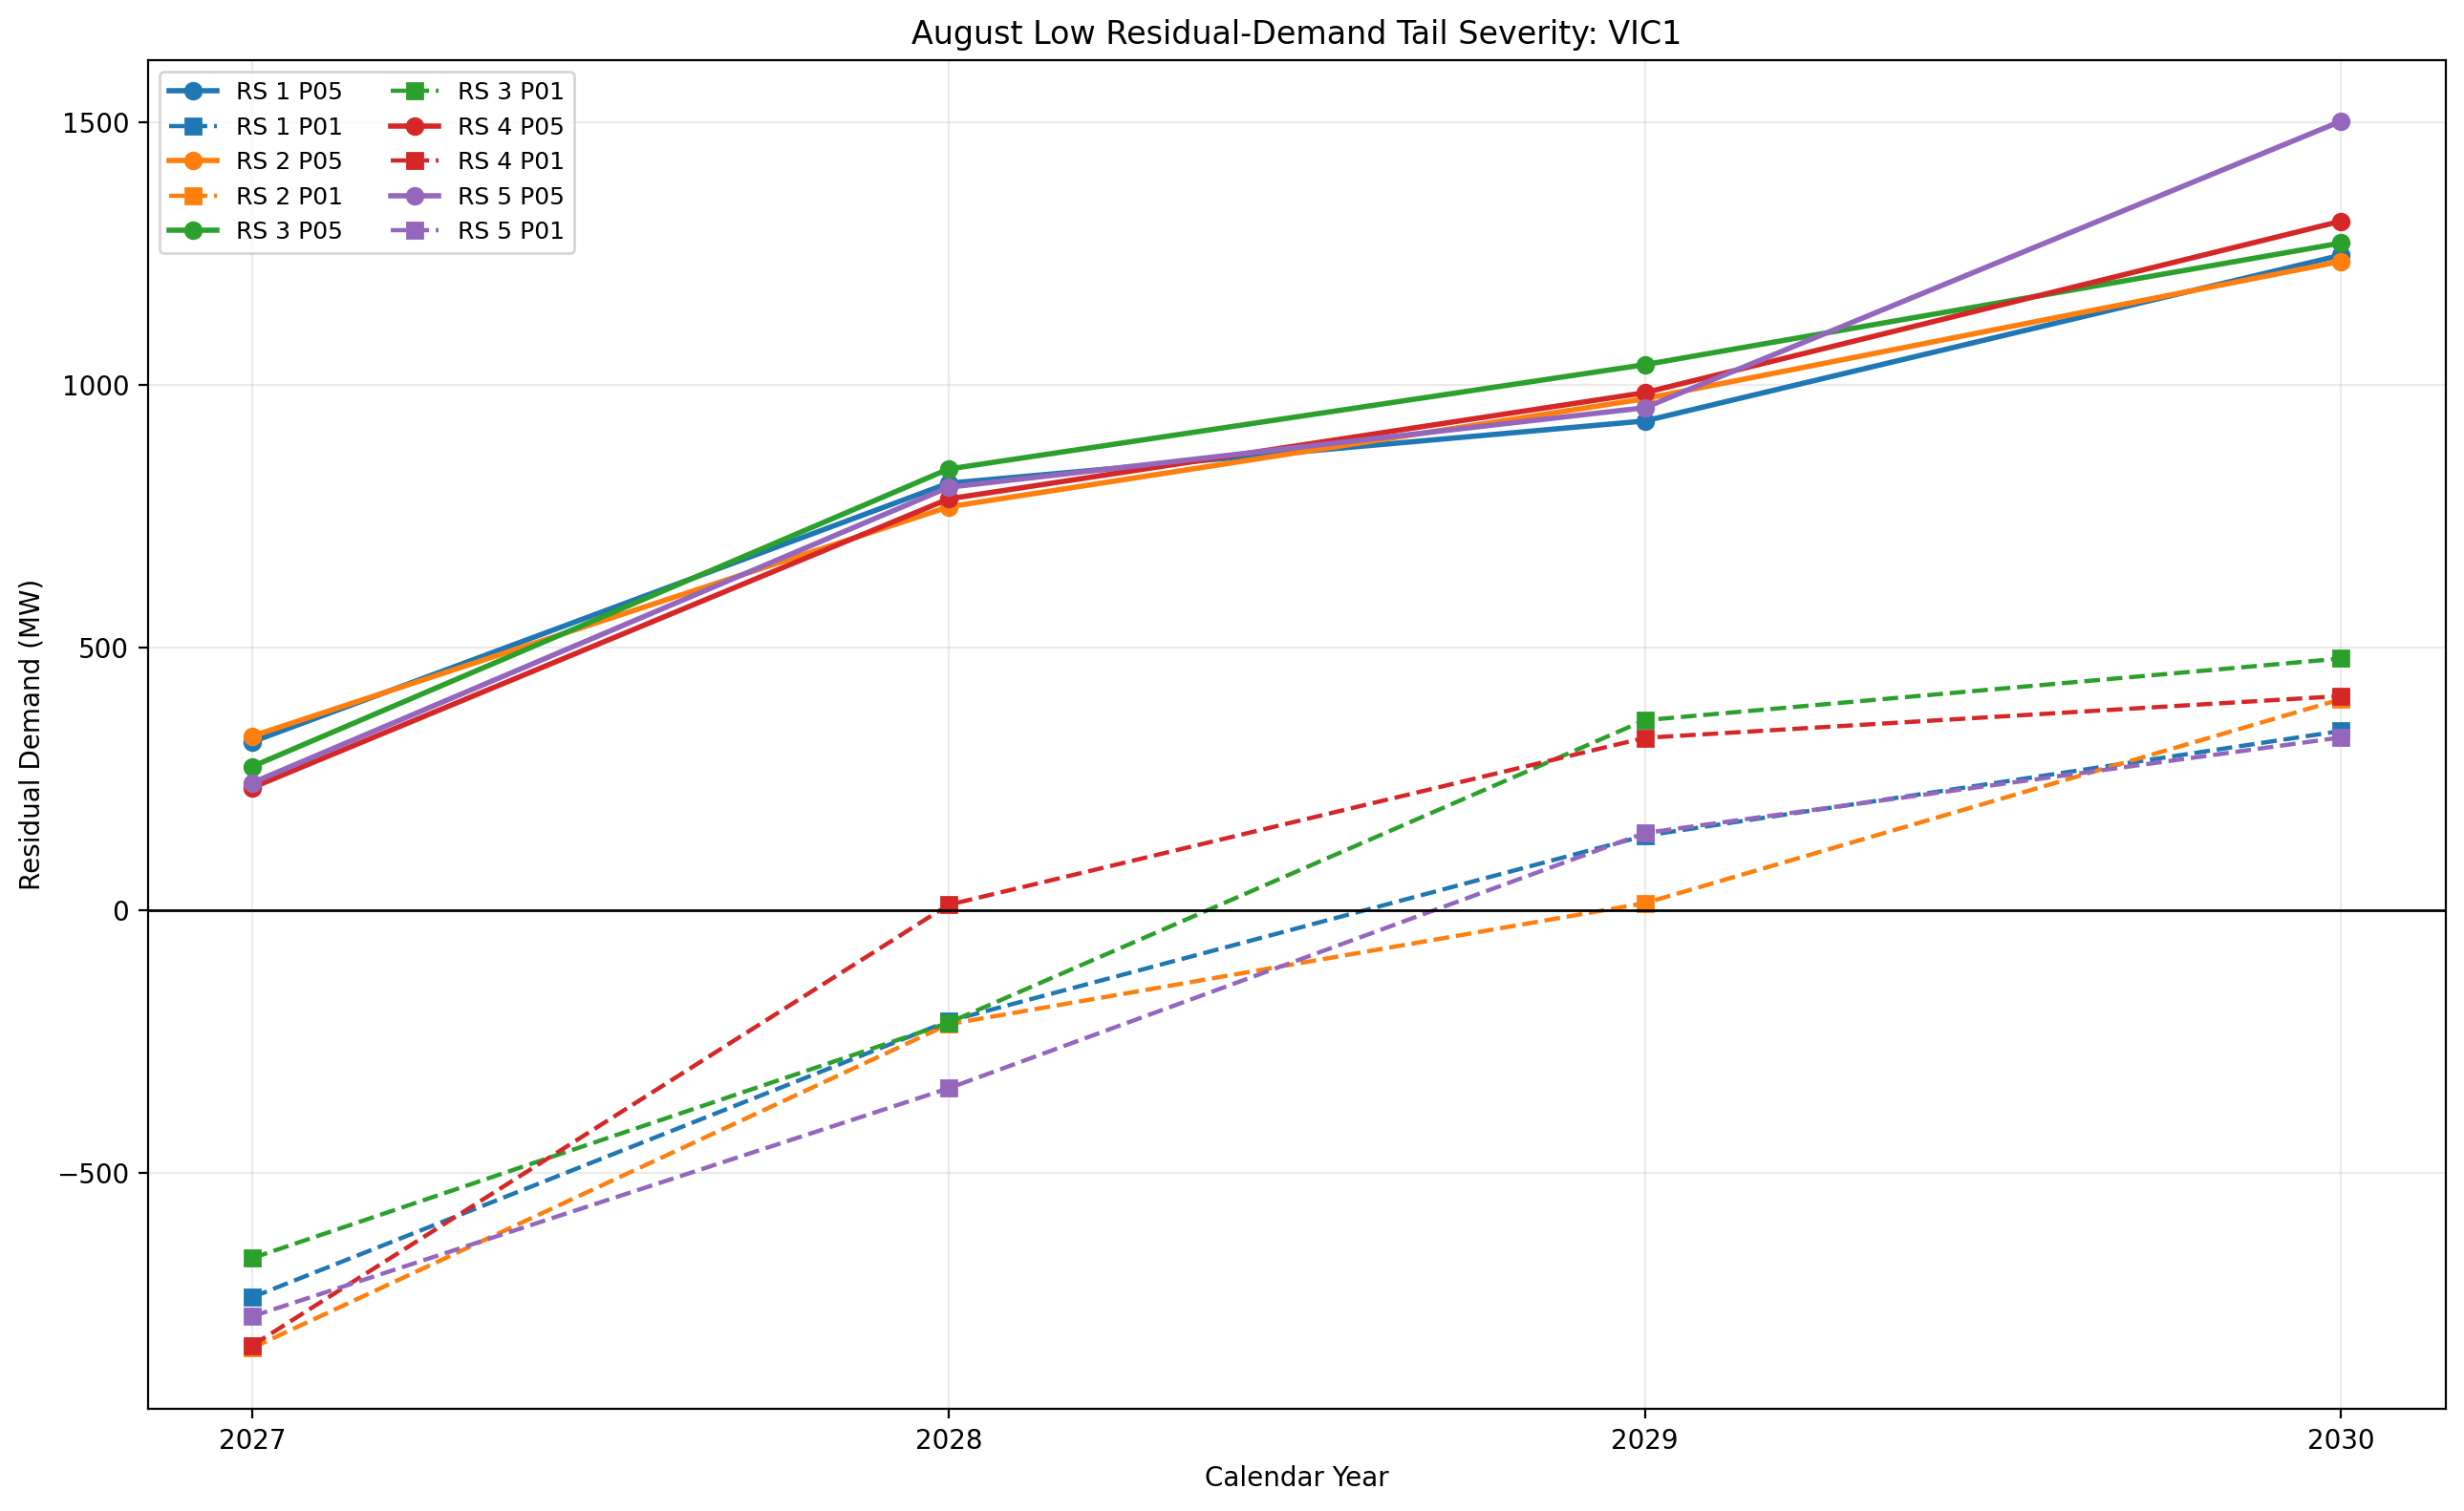 August Low Residual-Demand Tail Severity: VIC1
RS 1 P05
RS 1 P01
RS 2 P05
RS 2 P01
RS 3 P05
RS 3 P01
RS 4 P05
RS 4 P01
RS 5 P05
RS 5 P01
Residual Demand (MW)
1500
1000
500
0
−500
2027
2028
2029
2030
Calendar Year